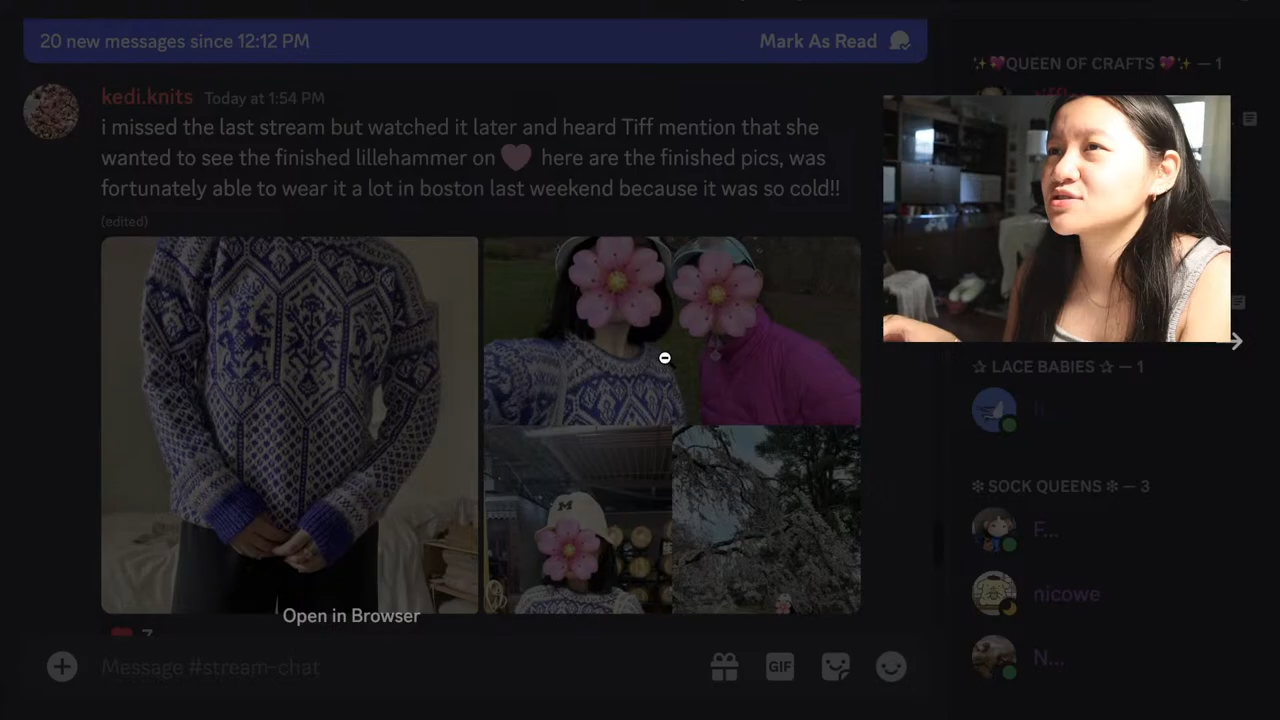 20 new messages since 12:12 PM
Mark As Read
✨💖QUEEN OF CRAFTS 💖✨ — 1
kedi.knits Today at 1:54 PM
i missed the last stream but watched it later and heard Tiff mention that she
wanted to see the finished lillehammer on 🩷 here are the finished pics, was
fortunately able to wear it a lot in boston last weekend because it was so cold!!
(edited)
M
Open in Browser
7
Message #stream-chat
GIF
✰ LACE BABIES ✰ — 1
❄ SOCK QUEENS ❄ — 3
F...
nicowe
N...